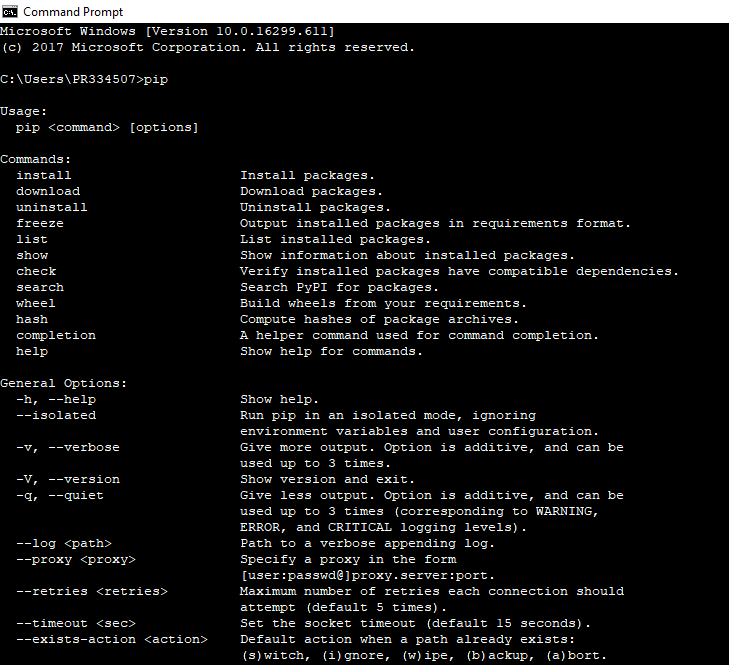 Command Prompt
Microsoft Windows [Version 10.0.16299.611]
(c) 2017 Microsoft Corporation. All rights reserved.
C:\Users\PR334507>pip
Usage:
  pip <command> [options]
Commands:
  install                     Install packages.
  download                    Download packages.
  uninstall                   Uninstall packages.
  freeze                      Output installed packages in requirements format.
  list                        List installed packages.
  show                        Show information about installed packages.
  check                       Verify installed packages have compatible dependencies.
  search                      Search PyPI for packages.
  wheel                       Build wheels from your requirements.
  hash                        Compute hashes of package archives.
  completion                  A helper command used for command completion.
  help                        Show help for commands.
General Options:
  -h, --help                  Show help.
  --isolated                  Run pip in an isolated mode, ignoring
                              environment variables and user configuration.
  -v, --verbose               Give more output. Option is additive, and can be
                              used up to 3 times.
  -V, --version               Show version and exit.
  -q, --quiet                 Give less output. Option is additive, and can be
                              used up to 3 times (corresponding to WARNING,
                              ERROR, and CRITICAL logging levels).
  --log <path>                Path to a verbose appending log.
  --proxy <proxy>             Specify a proxy in the form
                              [user:passwd@]proxy.server:port.
  --retries <retries>         Maximum number of retries each connection should
                              attempt (default 5 times).
  --timeout <sec>             Set the socket timeout (default 15 seconds).
  --exists-action <action>    Default action when a path already exists:
                              (s)witch, (i)gnore, (w)ipe, (b)ackup, (a)bort.